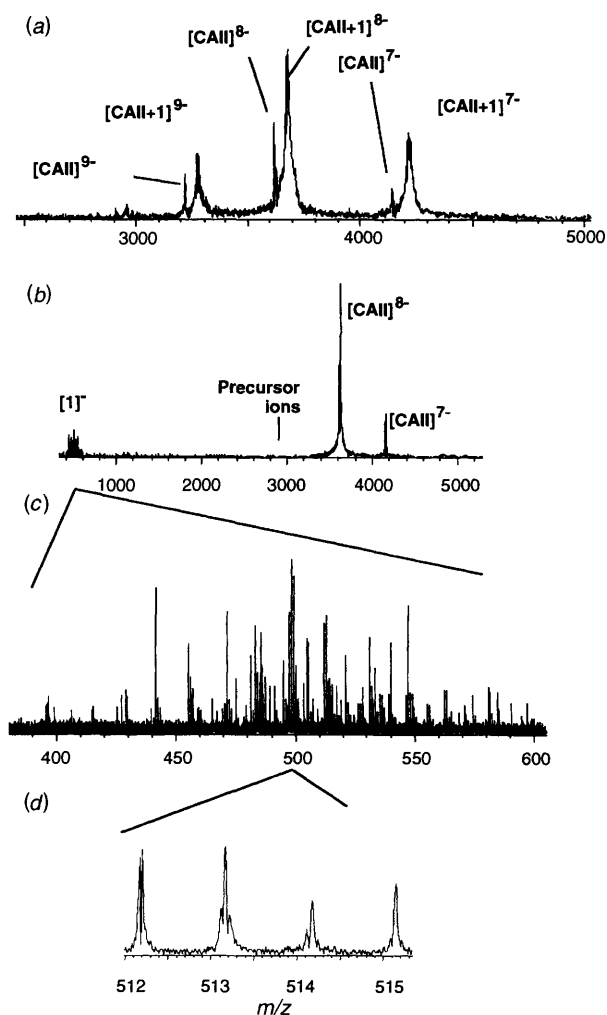 (a)
[CAII]8-
[CAII+1]8-
[CAII]7-
[CAII+1]9-
[CAII+1]7-
[CAII]9-
3000 4000 5000
(b)
[CAII]8-
Precursor
ions
[1]-
[CAII]7-
1000 2000 3000 4000 5000
(c)
400 450 500 550 600
(d)
512 513 514 515
m/z